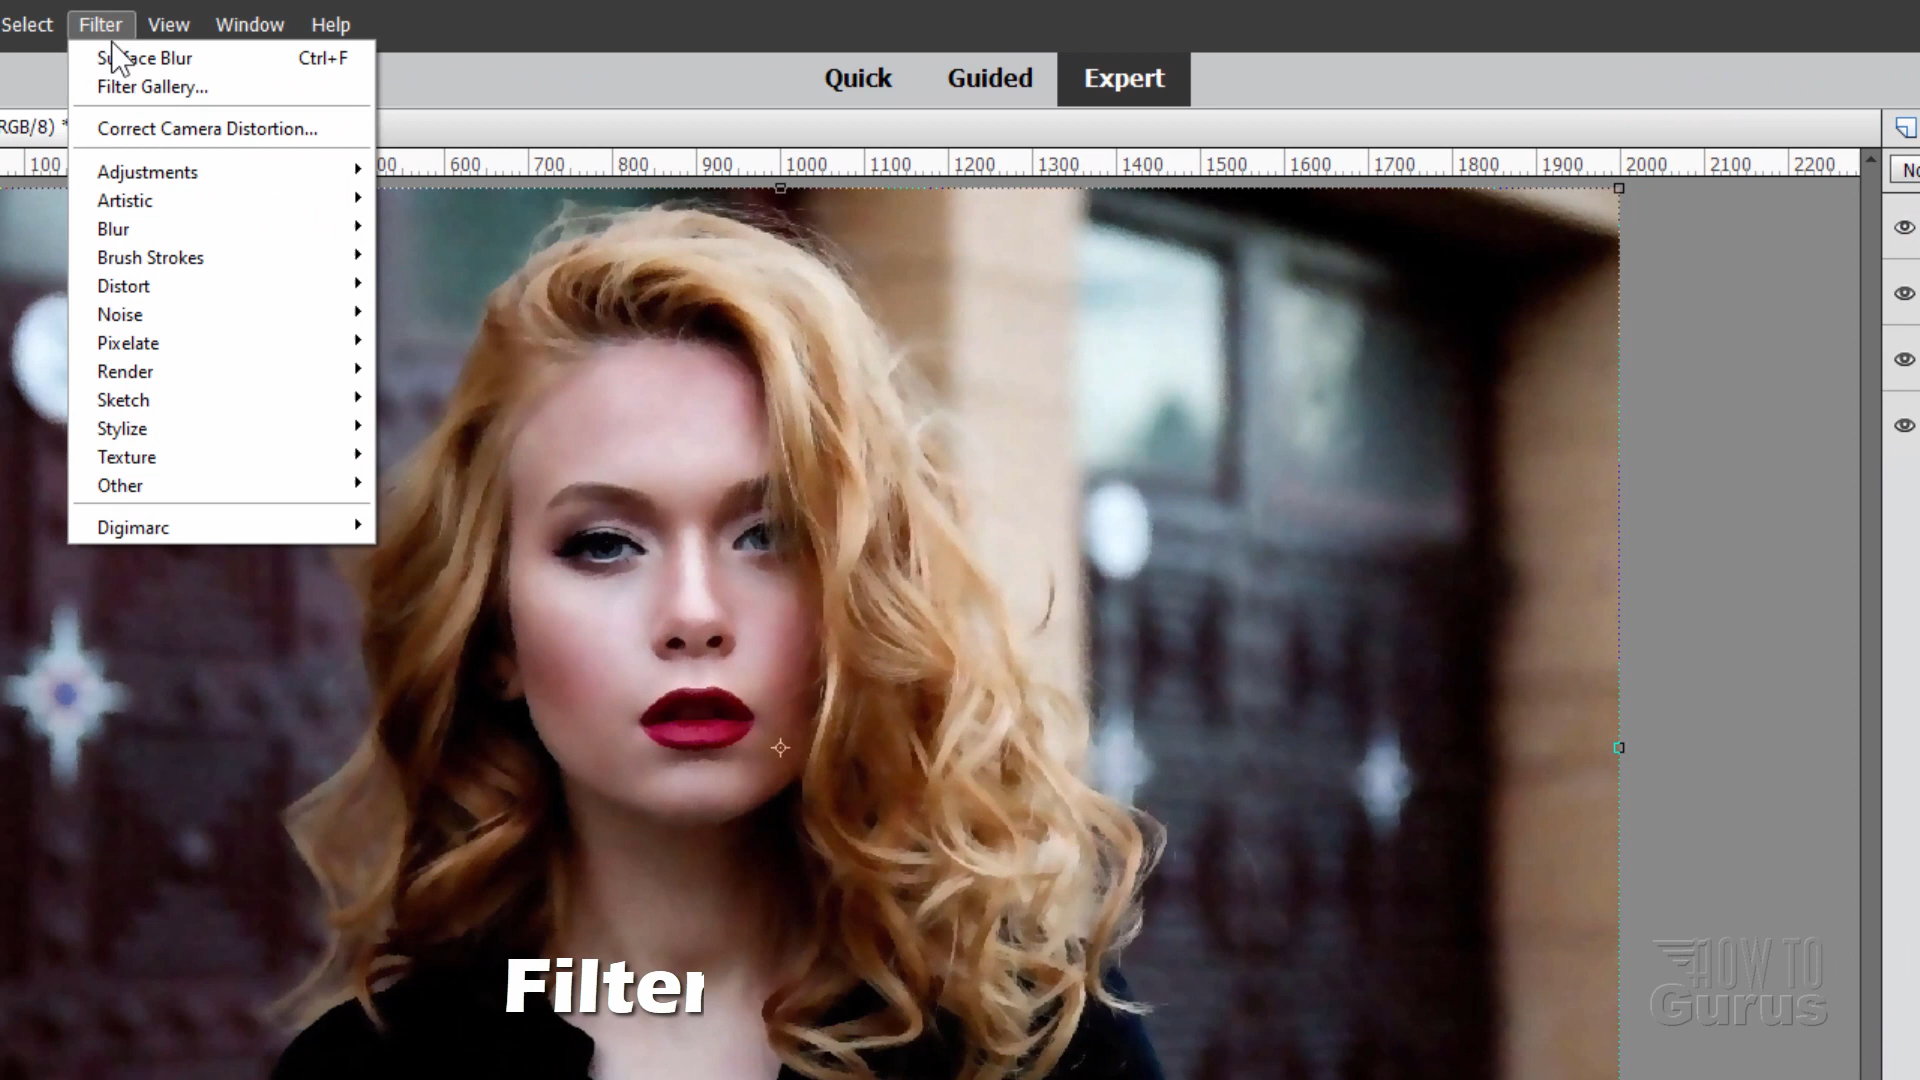 Select Filter View Window Help
Surface Blur Ctrl+F
Filter Gallery...
Quick Guided Expert
Correct Camera Distortion...
RGB/8) *
100 600 700 800 900 1000 1100 1200 1300 1400 1500 1600 1700 1800 1900 2000 2100 2200
Adjustments
Artistic
Blur
Brush Strokes
Distort
Noise
Pixelate
Render
Sketch
Stylize
Texture
Other
Digimarc
Filter
HOW TO
Gurus